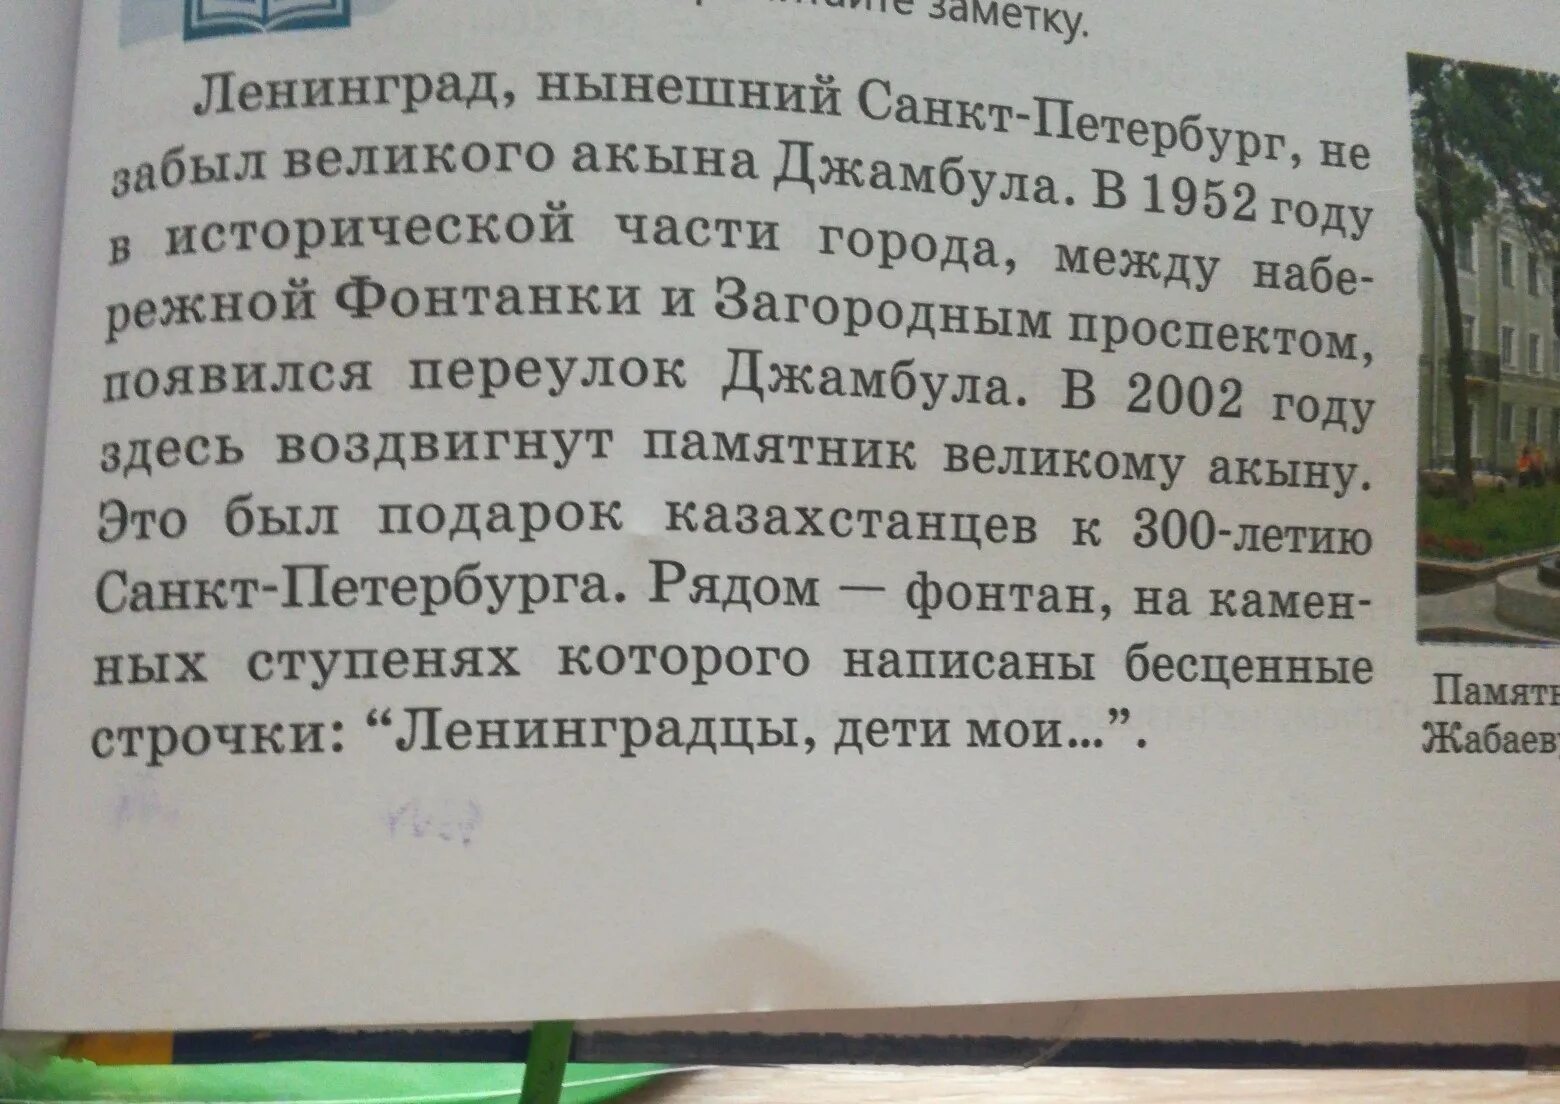 заметку.
Ленинград, нынешний Санкт-Петербург, не
забыл великого акына Джамбула. В 1952 году
в исторической части города, между набе-
режной Фонтанки и Загородным проспектом,
появился переулок Джамбула. В 2002 году
здесь воздвигнут памятник великому акыну.
Это был подарок казахстанцев к 300-летию
Санкт-Петербурга. Рядом — фонтан, на камен-
ных ступенях которого написаны бесценные
строчки: “Ленинградцы, дети мои...”.